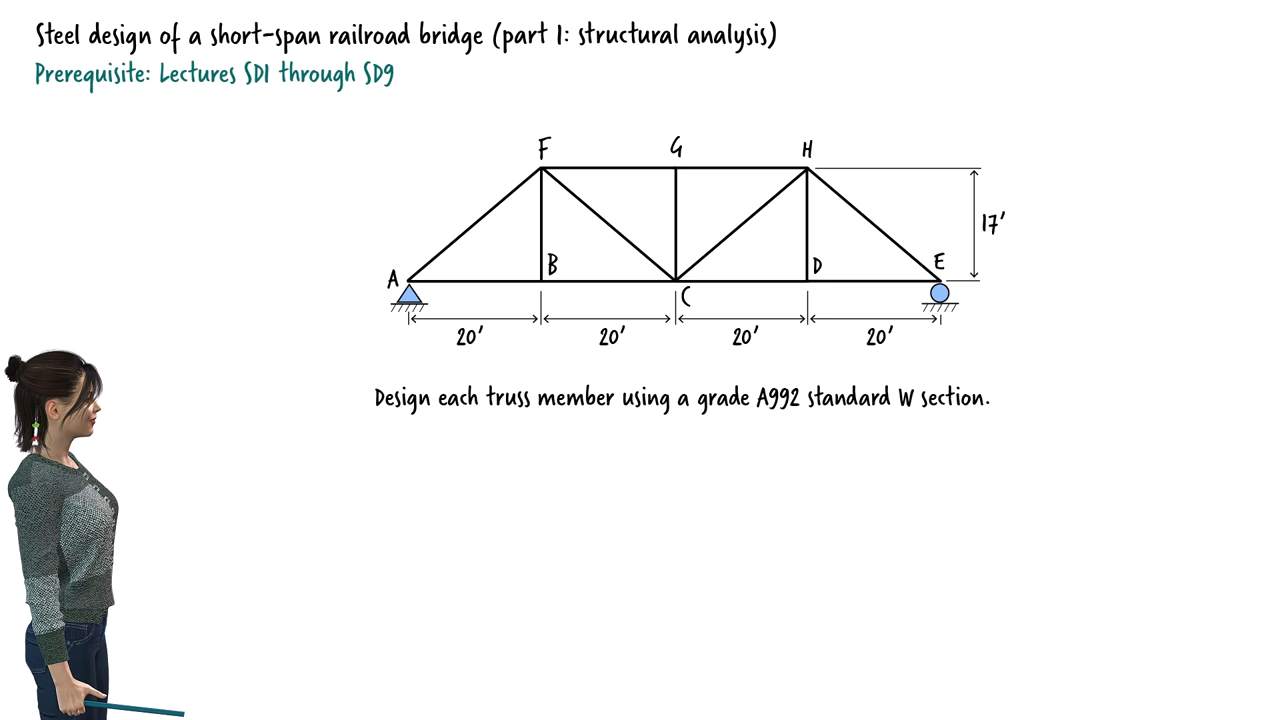 Steel design of a short-span railroad bridge (part 1: structural analysis)
Prerequisite: Lectures SD1 through SD9
F G H
17′
A B C D E
20′ 20′ 20′ 20′
Design each truss member using a grade A992 standard W section.